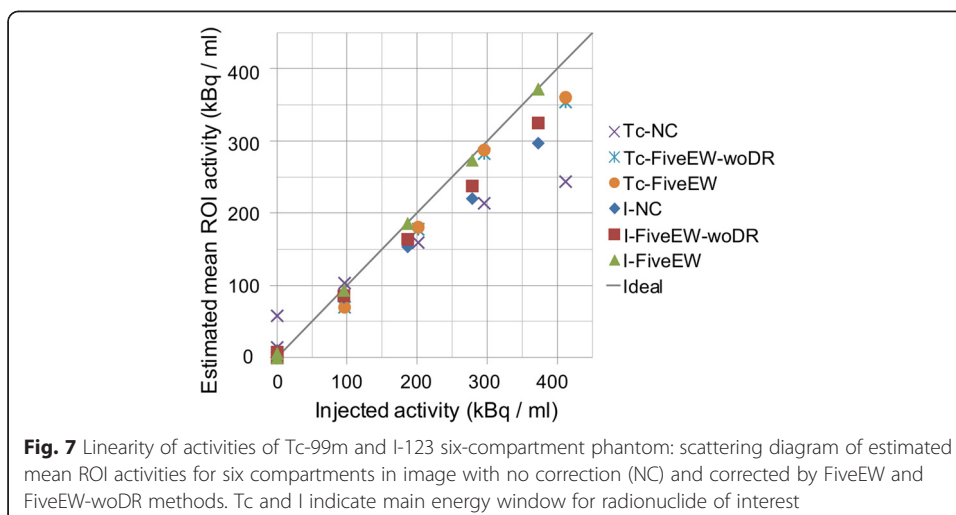 Estimated mean ROI activity (kBq / ml)
400
300
200
100
0
0 100 200 300 400
Injected activity (kBq / ml)
Tc-NC
Tc-FiveEW-woDR
Tc-FiveEW
I-NC
I-FiveEW-woDR
I-FiveEW
Ideal
Fig. 7 Linearity of activities of Tc-99m and I-123 six-compartment phantom: scattering diagram of estimated
mean ROI activities for six compartments in image with no correction (NC) and corrected by FiveEW and
FiveEW-woDR methods. Tc and I indicate main energy window for radionuclide of interest